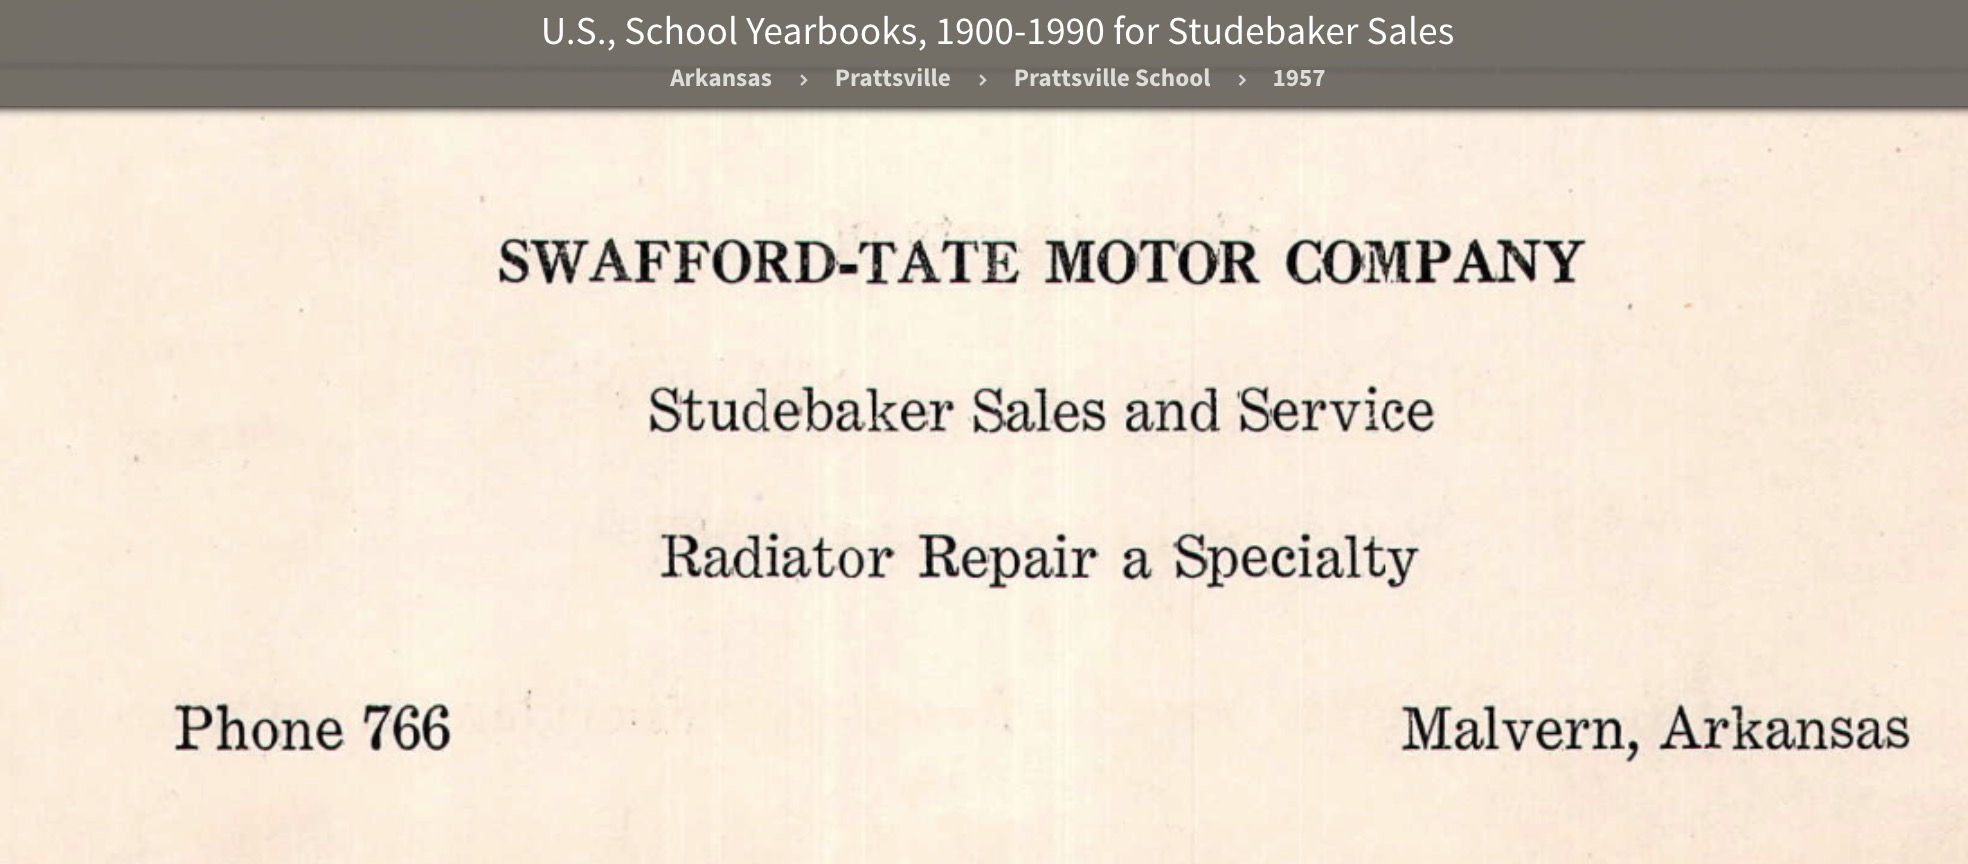 U.S., School Yearbooks, 1900-1990 for Studebaker Sales
Arkansas › Prattsville › Prattsville School › 1957
SWAFFORD-TATE MOTOR COMPANY
Studebaker Sales and Service
Radiator Repair a Specialty
Phone 766 Malvern, Arkansas